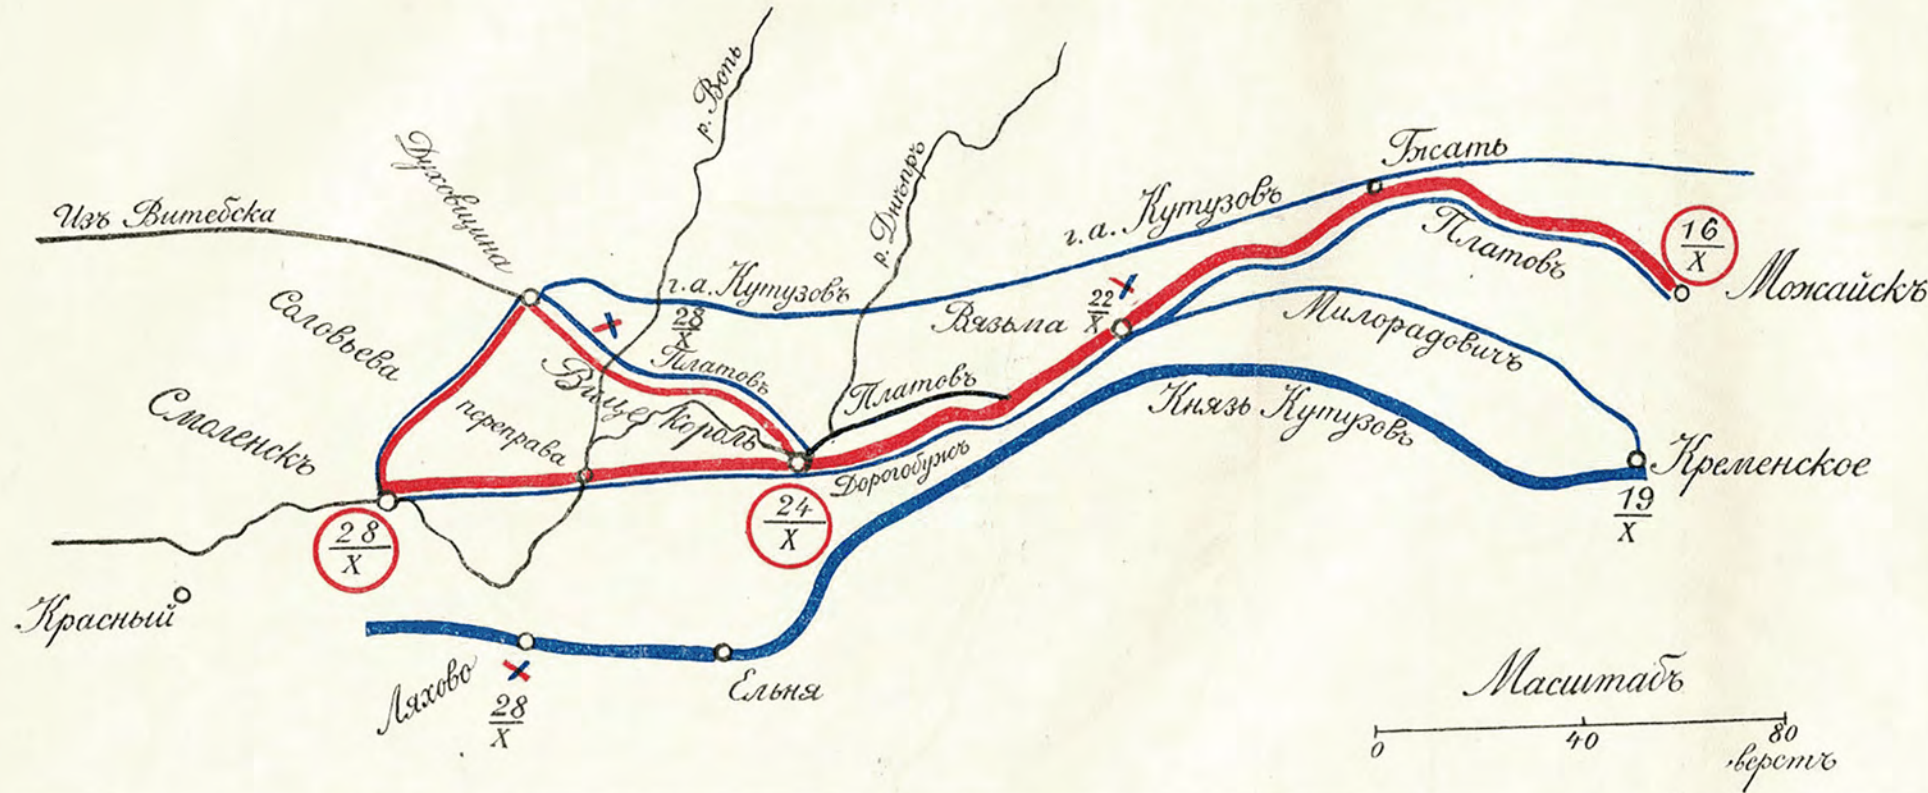 Изъ Витебска
Духовщина
р. Вопь
р. Днѣпръ
Гжать
г.а. Кутузовъ
16
X
Платовъ
Можайскъ
г.а. Кутузовъ
Соловьева
28
X
22
X
Вязьма
Милорадовичъ
Платовъ
Вице
Король
Платовъ
Князь Кутузовъ
Смоленскъ
переправа
Дорогобужъ
Кременское
19
X
28
X
24
X
Красный
Ляхово
28
X
Ельня
Масштабъ
0 40 80
верстъ